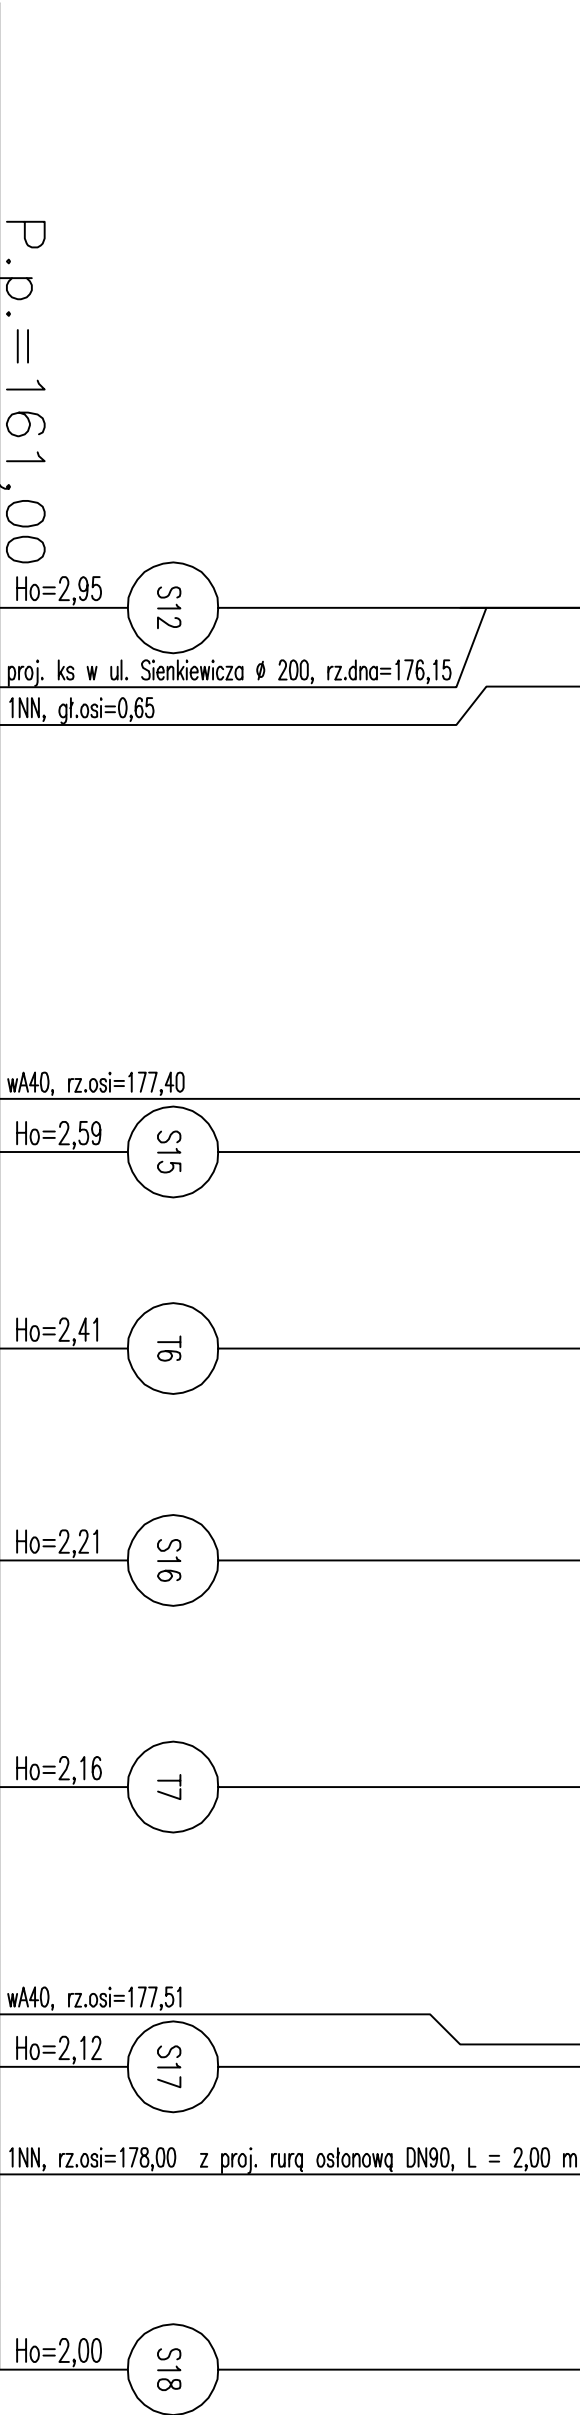 P.p.=161,00
Ho=2,95
S12
proj. ks w ul. Sienkiewicza ø 200, rz.dna=176,15
1NN, gł.osi=0,65
wA40, rz.osi=177,40
Ho=2,59
S15
Ho=2,41
T6
Ho=2,21
S16
Ho=2,16
T7
wA40, rz.osi=177,51
Ho=2,12
S17
1NN, rz.osi=178,00 z proj. rurą osłonową DN90, L = 2,00 m
Ho=2,00
S18